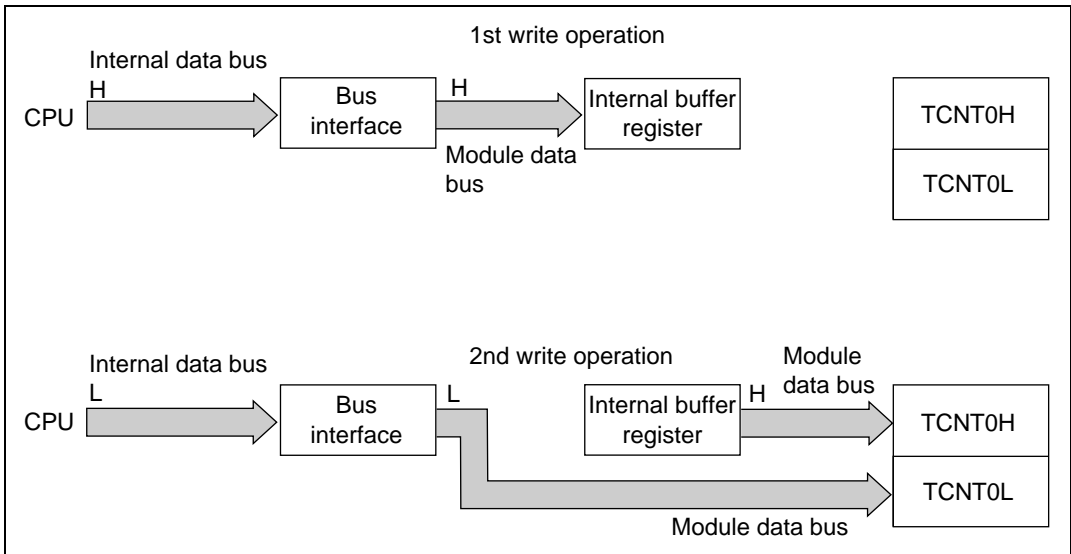 1st write operation
Internal data bus
H
CPU
Bus
interface
H
Module data
bus
Internal buffer
register
TCNT0H
TCNT0L
2nd write operation
Internal data bus
L
CPU
Bus
interface
L
Internal buffer
register
H
Module
data bus
TCNT0H
TCNT0L
Module data bus